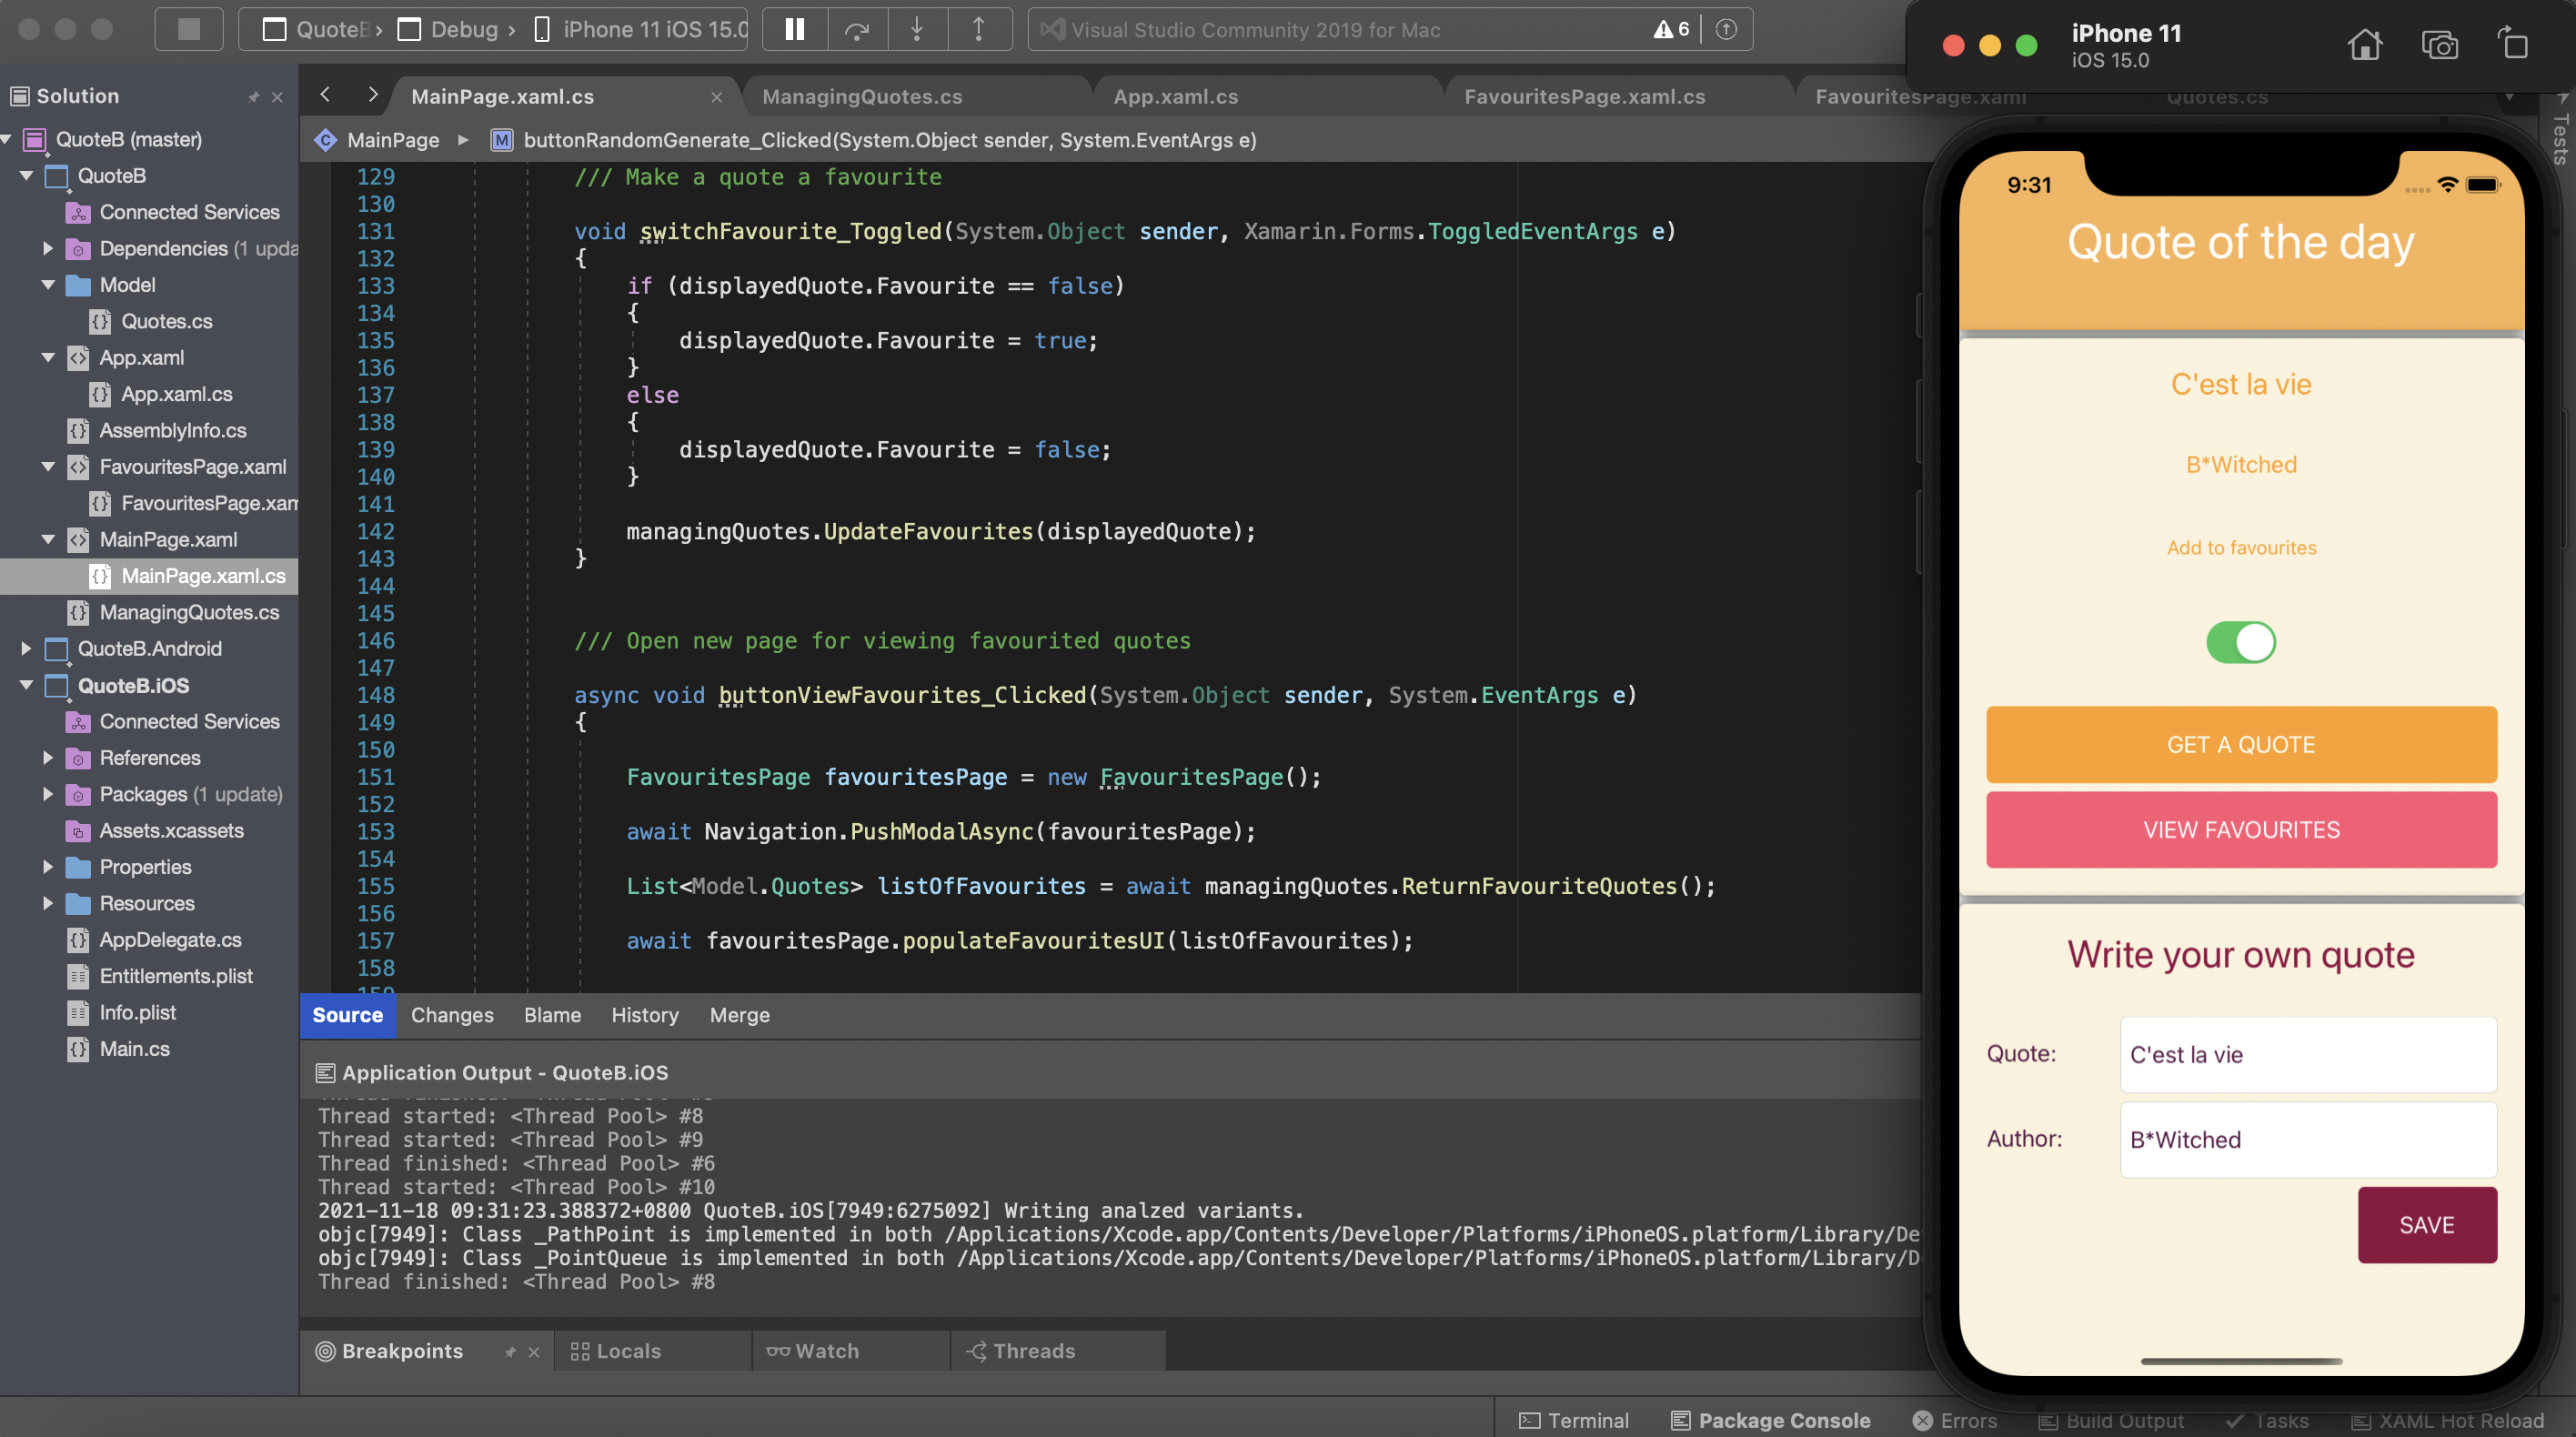 QuoteB › Debug › iPhone 11 iOS 15.0
Visual Studio Community 2019 for Mac
6
Solution
QuoteB (master)
QuoteB
Connected Services
Dependencies (1 upda
Model
Quotes.cs
App.xaml
App.xaml.cs
AssemblyInfo.cs
FavouritesPage.xaml
FavouritesPage.xam
MainPage.xaml
MainPage.xaml.cs
ManagingQuotes.cs
QuoteB.Android
QuoteB.iOS
Connected Services
References
Packages (1 update)
Assets.xcassets
Properties
Resources
AppDelegate.cs
Entitlements.plist
Info.plist
Main.cs
MainPage.xaml.cs
ManagingQuotes.cs
App.xaml.cs
FavouritesPage.xaml.cs
FavouritesPage.xaml
Quotes.cs
Tests
MainPage
M buttonRandomGenerate_Clicked(System.Object sender, System.EventArgs e)
129 /// Make a quote a favourite
130
131 void switchFavourite_Toggled(System.Object sender, Xamarin.Forms.ToggledEventArgs e)
132 {
133 if (displayedQuote.Favourite == false)
134 {
135 displayedQuote.Favourite = true;
136 }
137 else
138 {
139 displayedQuote.Favourite = false;
140 }
141
142 managingQuotes.UpdateFavourites(displayedQuote);
143 }
144
145
146 /// Open new page for viewing favourited quotes
147
148 async void buttonViewFavourites_Clicked(System.Object sender, System.EventArgs e)
149 {
150
151 FavouritesPage favouritesPage = new FavouritesPage();
152
153 await Navigation.PushModalAsync(favouritesPage);
154
155 List<Model.Quotes> listOfFavourites = await managingQuotes.ReturnFavouriteQuotes();
156
157 await favouritesPage.populateFavouritesUI(listOfFavourites);
158
159
Source Changes Blame History Merge
Application Output - QuoteB.iOS
Thread started: <Thread Pool> #8
Thread started: <Thread Pool> #9
Thread finished: <Thread Pool> #6
Thread started: <Thread Pool> #10
2021-11-18 09:31:23.388372+0800 QuoteB.iOS[7949:6275092] Writing analzed variants.
objc[7949]: Class _PathPoint is implemented in both /Applications/Xcode.app/Contents/Developer/Platforms/iPhoneOS.platform/Library/De
objc[7949]: Class _PointQueue is implemented in both /Applications/Xcode.app/Contents/Developer/Platforms/iPhoneOS.platform/Library/D
Thread finished: <Thread Pool> #8
Breakpoints
Locals
Watch
Threads
Terminal
Package Console
Errors
Build Output
Tasks
XAML Hot Reload
iPhone 11
iOS 15.0
9:31
Quote of the day
C'est la vie
B*Witched
Add to favourites
GET A QUOTE
VIEW FAVOURITES
Write your own quote
Quote: C'est la vie
Author: B*Witched
SAVE